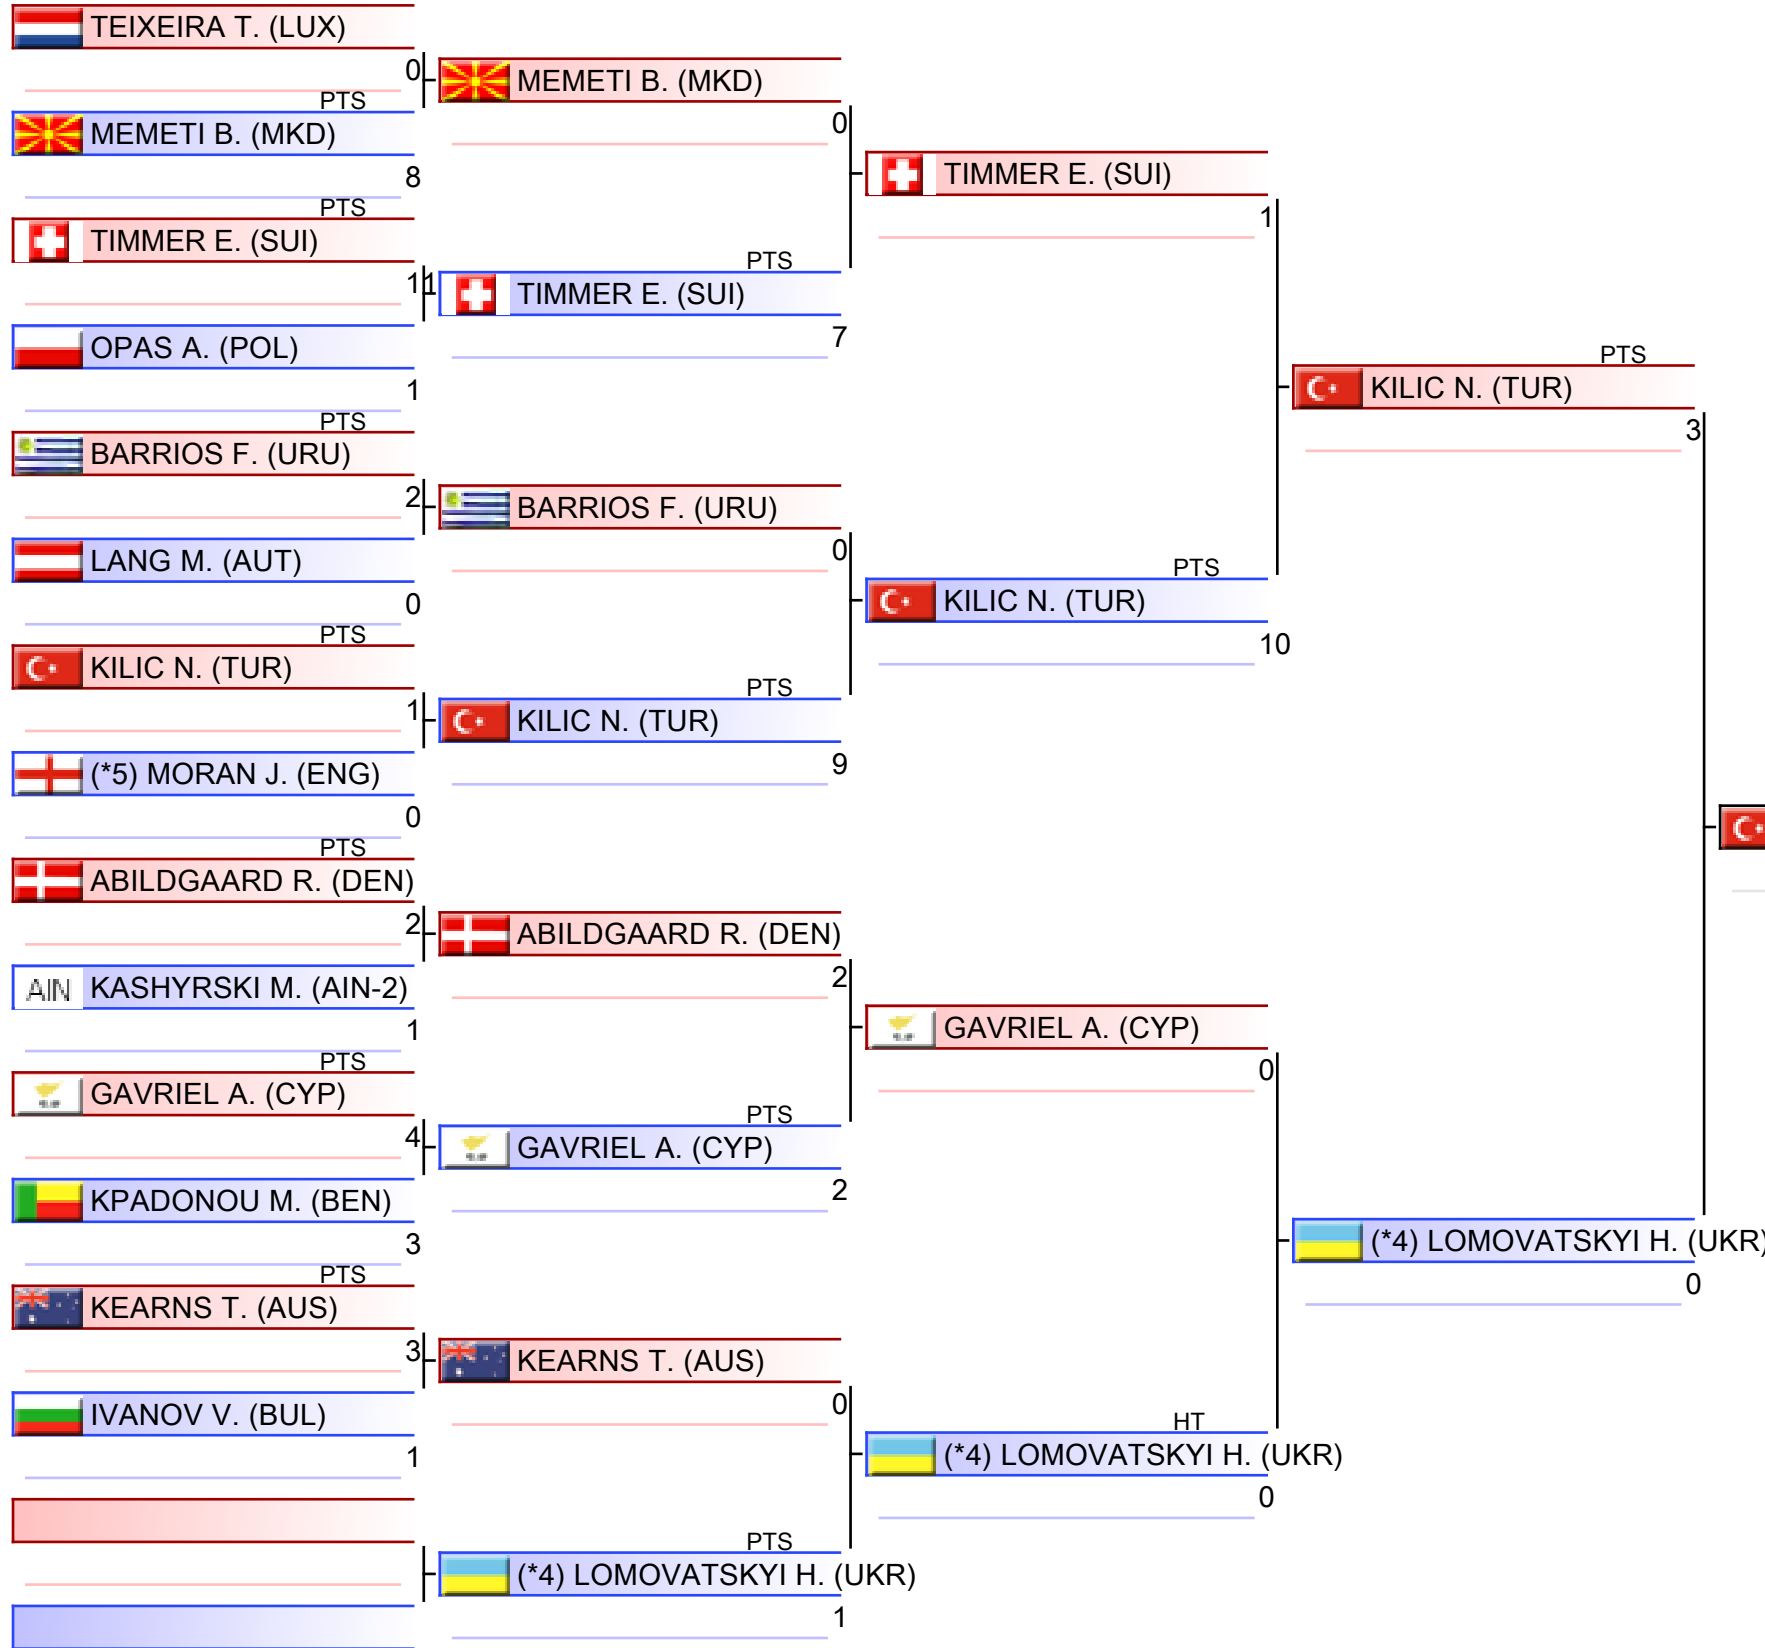 TEIXEIRA T. (LUX)
0
PTS
MEMETI B. (MKD)
8
PTS
TIMMER E. (SUI)
11
OPAS A. (POL)
1
PTS
BARRIOS F. (URU)
2
LANG M. (AUT)
0
PTS
KILIC N. (TUR)
1
(*5) MORAN J. (ENG)
0
PTS
ABILDGAARD R. (DEN)
2
AIN KASHYRSKI M. (AIN-2)
1
PTS
GAVRIEL A. (CYP)
4
KPADONOU M. (BEN)
3
PTS
KEARNS T. (AUS)
3
IVANOV V. (BUL)
1
MEMETI B. (MKD)
0
PTS
TIMMER E. (SUI)
7
BARRIOS F. (URU)
0
PTS
KILIC N. (TUR)
9
ABILDGAARD R. (DEN)
2
PTS
GAVRIEL A. (CYP)
2
KEARNS T. (AUS)
0
PTS
(*4) LOMOVATSKYI H. (UKR)
1
TIMMER E. (SUI)
1
PTS
KILIC N. (TUR)
10
GAVRIEL A. (CYP)
0
HT
(*4) LOMOVATSKYI H. (UKR)
0
PTS
KILIC N. (TUR)
3
(*4) LOMOVATSKYI H. (UKR)
0